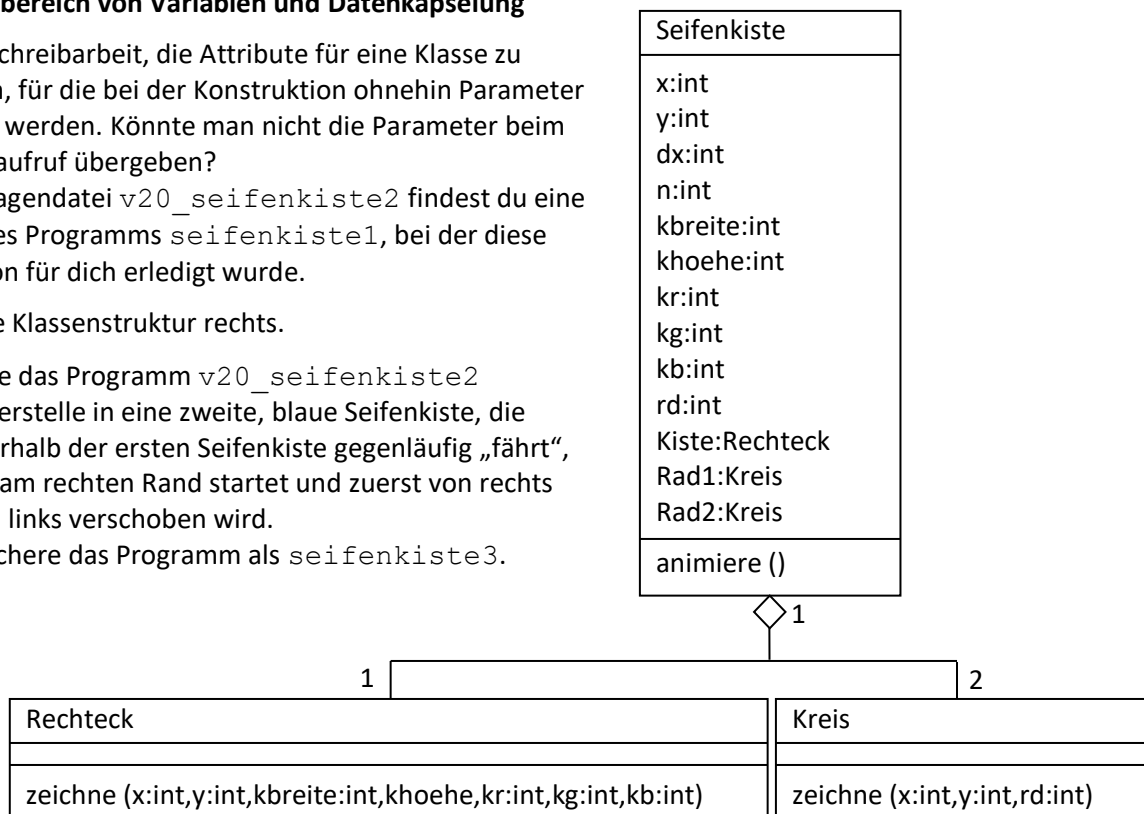 bereich von Variablen und Datenkapselung
chreibarbeit, die Attribute für eine Klasse zu
, für die bei der Konstruktion ohnehin Parameter
werden. Könnte man nicht die Parameter beim
aufruf übergeben?
agendatei v20_seifenkiste2 findest du eine
es Programms seifenkiste1, bei der diese
on für dich erledigt wurde.
e Klassenstruktur rechts.
e das Programm v20_seifenkiste2
erstelle in eine zweite, blaue Seifenkiste, die
rhalb der ersten Seifenkiste gegenläufig „fährt“,
am rechten Rand startet und zuerst von rechts
links verschoben wird.
chere das Programm als seifenkiste3.
Seifenkiste
x:int
y:int
dx:int
n:int
kbreite:int
khoehe:int
kr:int
kg:int
kb:int
rd:int
Kiste:Rechteck
Rad1:Kreis
Rad2:Kreis
animiere ()
1
1
2
Rechteck
zeichne (x:int,y:int,kbreite:int,khoehe,kr:int,kg:int,kb:int)
Kreis
zeichne (x:int,y:int,rd:int)